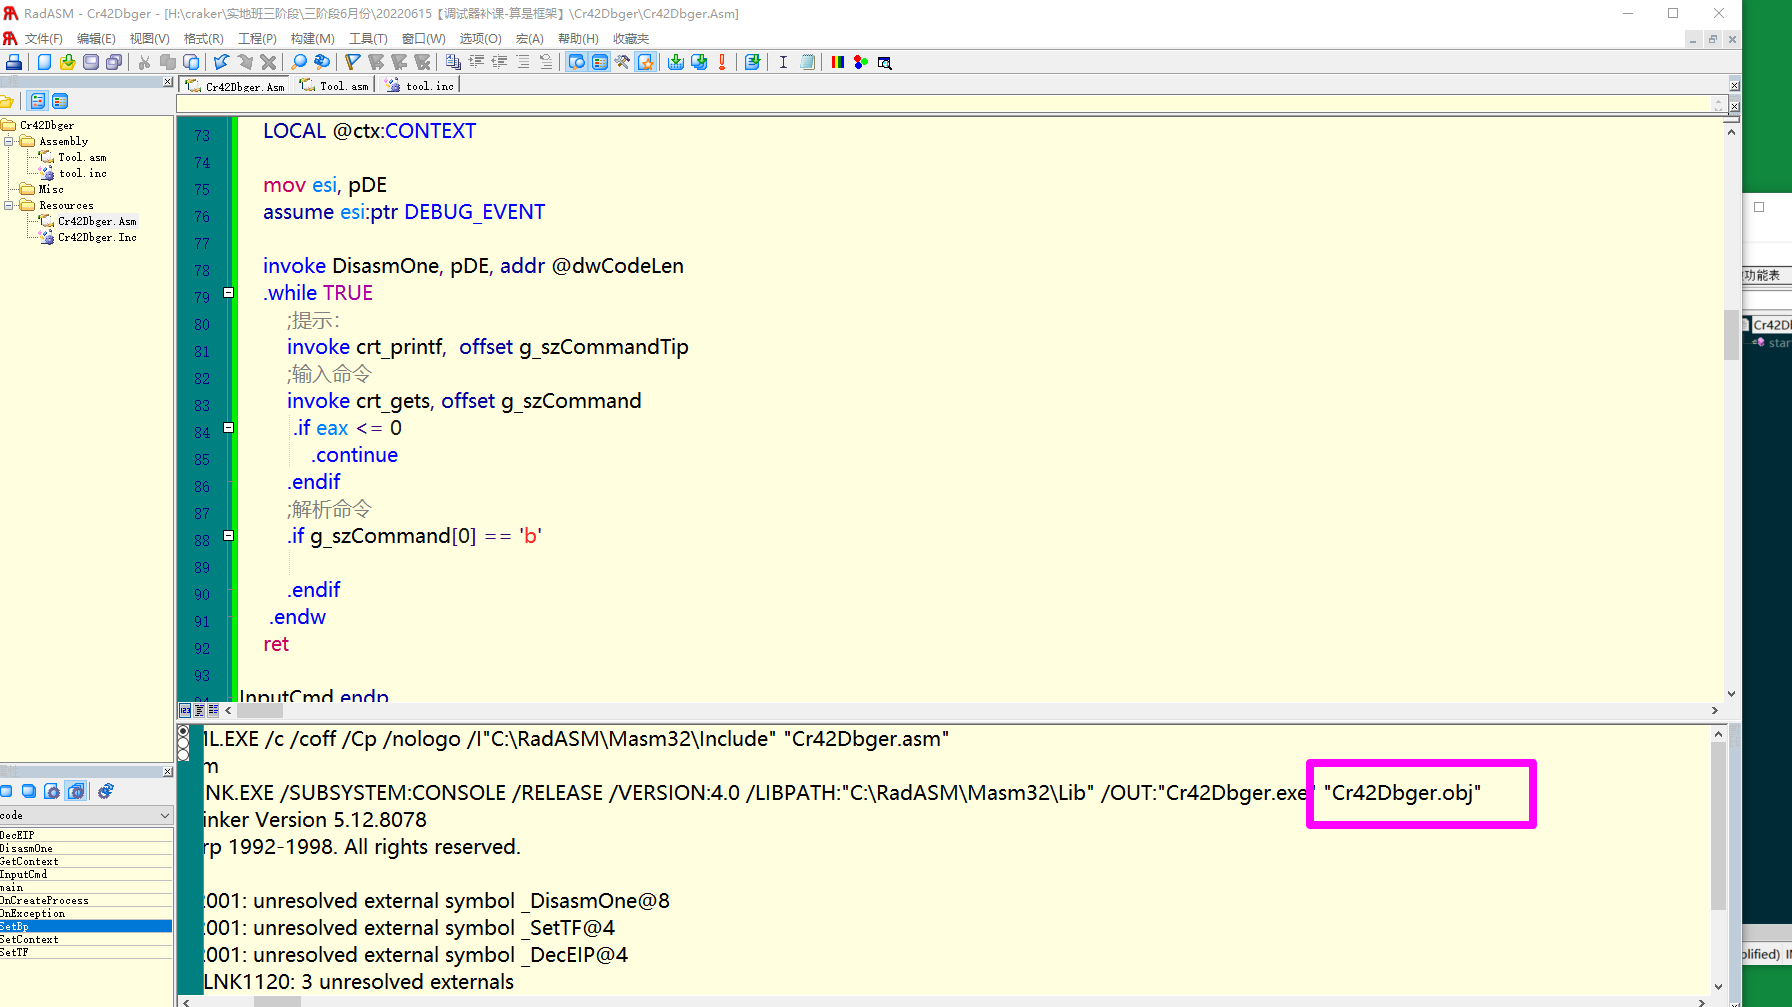 RadASM - Cr42Dbger - [H:\craker\实地班三阶段\三阶段6月份\20220615【调试器补课-算是框架】\Cr42Dbger\Cr42Dbger.Asm]
文件(F) 编辑(E) 视图(V) 格式(R) 工程(P) 构建(M) 工具(T) 窗口(W) 选项(O) 宏(A) 帮助(H) 收藏夹
Cr42Dbger.Asm Tool.asm tool.inc
Cr42Dbger
Assembly
Tool.asm
tool.inc
Misc
Resources
Cr42Dbger.Asm
Cr42Dbger.Inc
73 LOCAL @ctx:CONTEXT
74
75 mov esi, pDE
76 assume esi:ptr DEBUG_EVENT
77
78 invoke DisasmOne, pDE, addr @dwCodeLen
79 .while TRUE
80 ;提示：
81 invoke crt_printf, offset g_szCommandTip
82 ;输入命令
83 invoke crt_gets, offset g_szCommand
84 .if eax <= 0
85 .continue
86 .endif
87 ;解析命令
88 .if g_szCommand[0] == 'b'
89
90 .endif
91 .endw
92 ret
93
94 InputCmd endp
code
DecEIP
DisasmOne
GetContext
InputCmd
main
OnCreateProcess
OnException
SetBp
SetContext
SetTF
ML.EXE /c /coff /Cp /nologo /I"C:\RadASM\Masm32\Include" "Cr42Dbger.asm"
m
NK.EXE /SUBSYSTEM:CONSOLE /RELEASE /VERSION:4.0 /LIBPATH:"C:\RadASM\Masm32\Lib" /OUT:"Cr42Dbger.exe" "Cr42Dbger.obj"
inker Version 5.12.8078
rp 1992-1998. All rights reserved.
2001: unresolved external symbol _DisasmOne@8
2001: unresolved external symbol _SetTF@4
2001: unresolved external symbol _DecEIP@4
LNK1120: 3 unresolved externals
功能表
Cr42Db
star
plified) IN